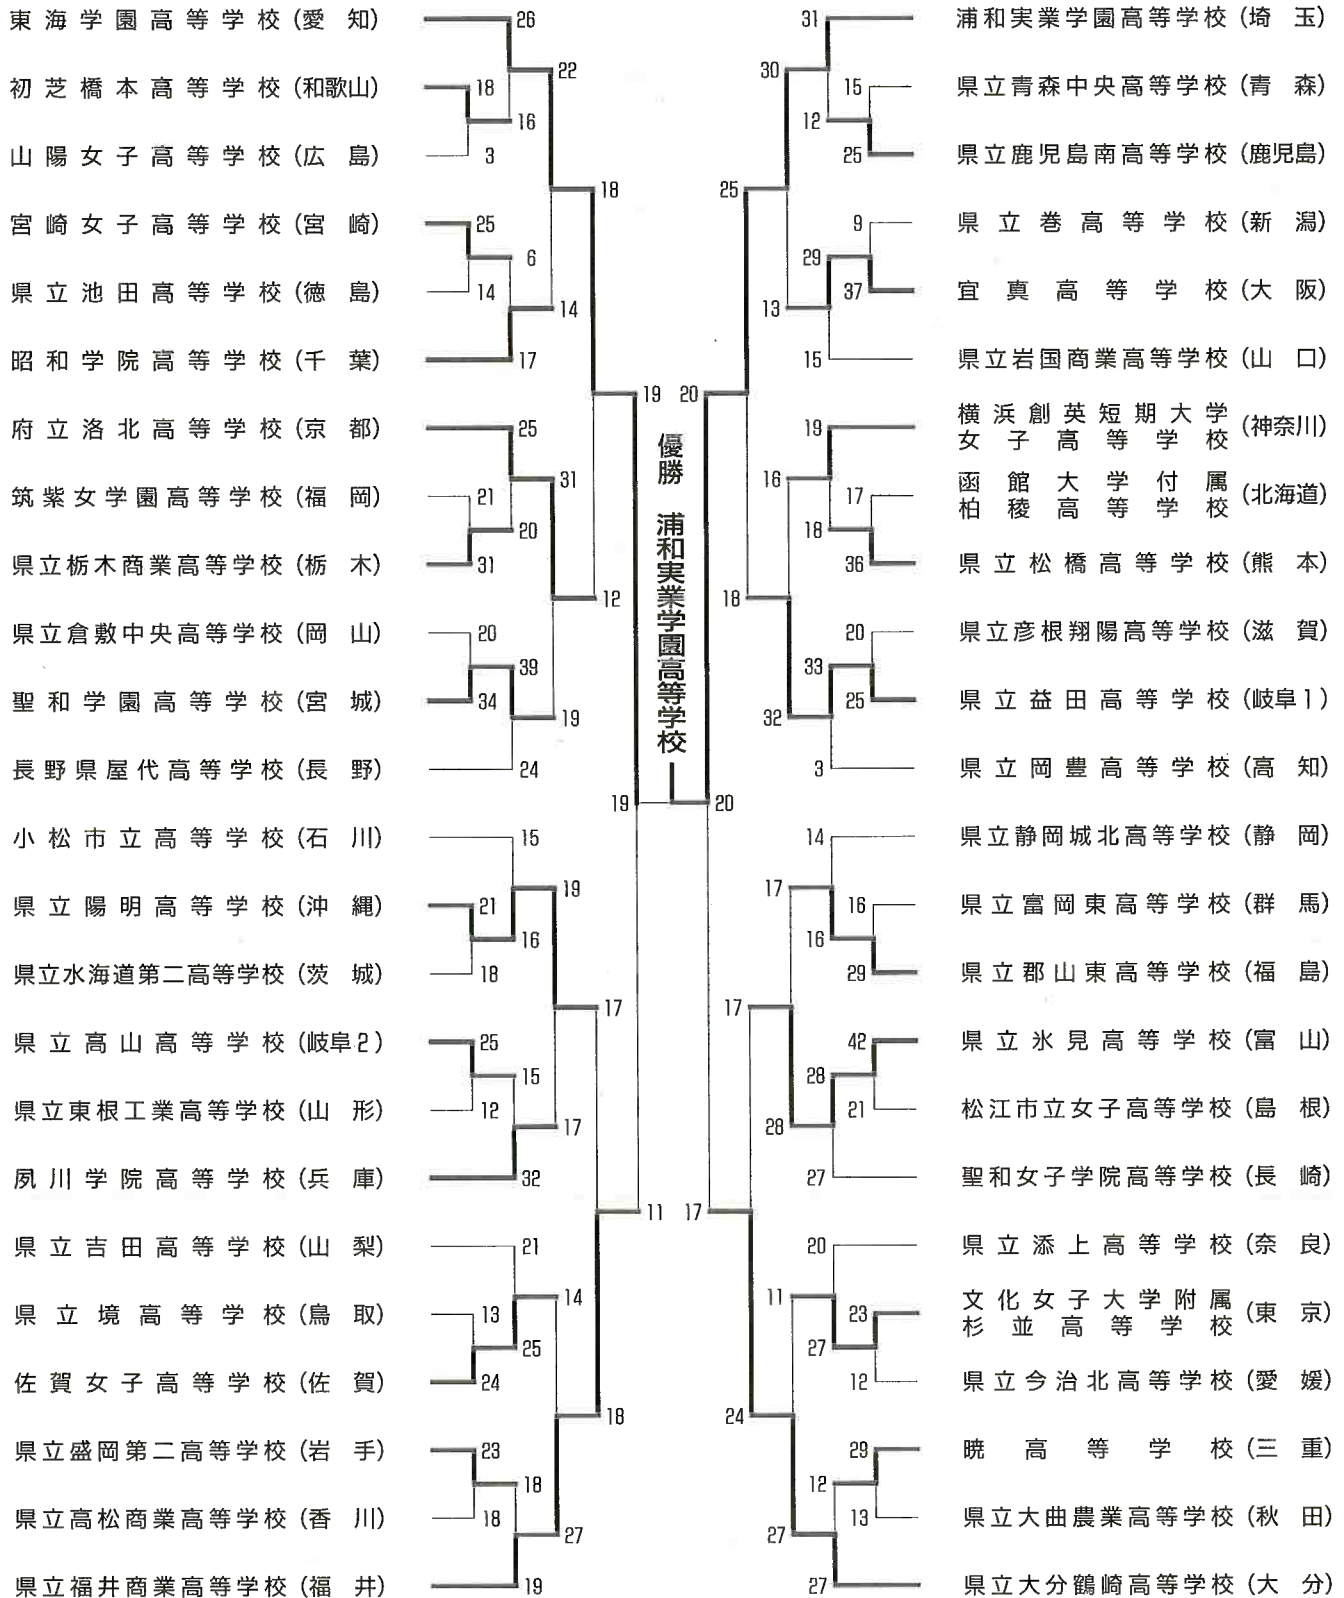 東海学園高等学校(愛知)
26
22
初芝橋本高等学校(和歌山)
18
16
山陽女子高等学校(広島)
3
18
宮崎女子高等学校(宮崎)
25
6
県立池田高等学校(徳島)
14
14
昭和学院高等学校(千葉)
17
19
府立洛北高等学校(京都)
25
31
筑紫女学園高等学校(福岡)
21
20
県立栃木商業高等学校(栃木)
31
12
県立倉敷中央高等学校(岡山)
20
39
聖和学園高等学校(宮城)
34
19
長野県屋代高等学校(長野)
24
19
小松市立高等学校(石川)
15
19
県立陽明高等学校(沖縄)
21
16
県立水海道第二高等学校(茨城)
18
17
県立高山高等学校(岐阜2)
25
15
県立東根工業高等学校(山形)
12
17
夙川学院高等学校(兵庫)
32
11
県立吉田高等学校(山梨)
21
14
県立境高等学校(鳥取)
13
25
佐賀女子高等学校(佐賀)
24
18
県立盛岡第二高等学校(岩手)
23
18
県立高松商業高等学校(香川)
18
27
県立福井商業高等学校(福井)
19
優勝 浦和実業学園高等学校
31
浦和実業学園高等学校(埼玉)
30
15
県立青森中央高等学校(青森)
12
25
県立鹿児島南高等学校(鹿児島)
25
9
県立巻高等学校(新潟)
29
37
宜真高等学校(大阪)
13
15
県立岩国商業高等学校(山口)
20
19
横浜創英短期大学
女子高等学校(神奈川)
16
17
函館大学付属
柏稜高等学校(北海道)
18
36
県立松橋高等学校(熊本)
18
20
県立彦根翔陽高等学校(滋賀)
33
25
県立益田高等学校(岐阜1)
32
3
県立岡豊高等学校(高知)
20
14
県立静岡城北高等学校(静岡)
17
16
県立富岡東高等学校(群馬)
16
29
県立郡山東高等学校(福島)
17
42
県立氷見高等学校(富山)
28
21
松江市立女子高等学校(島根)
28
27
聖和女子学院高等学校(長崎)
17
20
県立添上高等学校(奈良)
11
23
文化女子大学附属
杉並高等学校(東京)
27
12
県立今治北高等学校(愛媛)
24
29
暁高等学校(三重)
12
13
県立大曲農業高等学校(秋田)
27
27
県立大分鶴崎高等学校(大分)